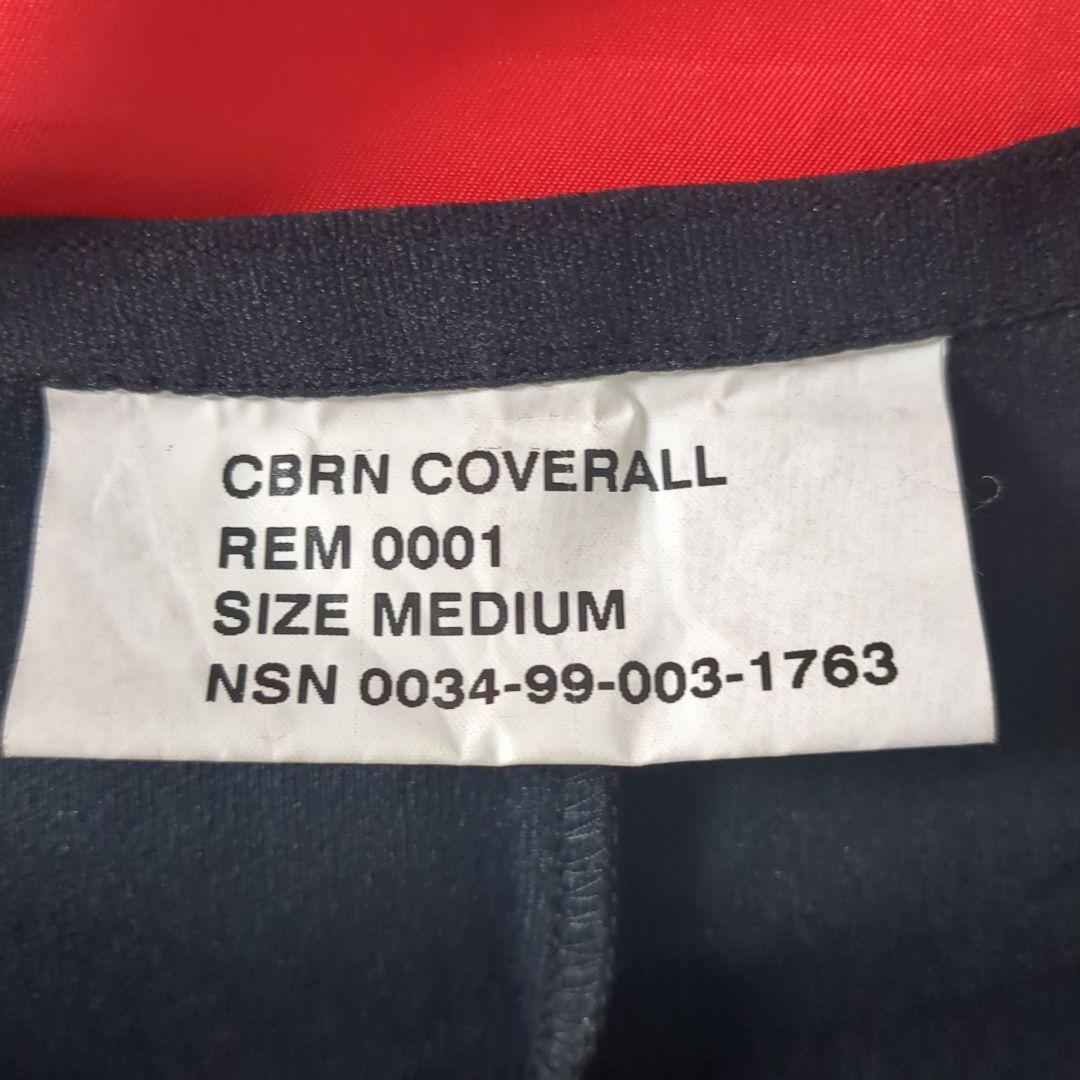 CBRN COVERALL
REM 0001
SIZE MEDIUM
NSN 0034-99-003-1763